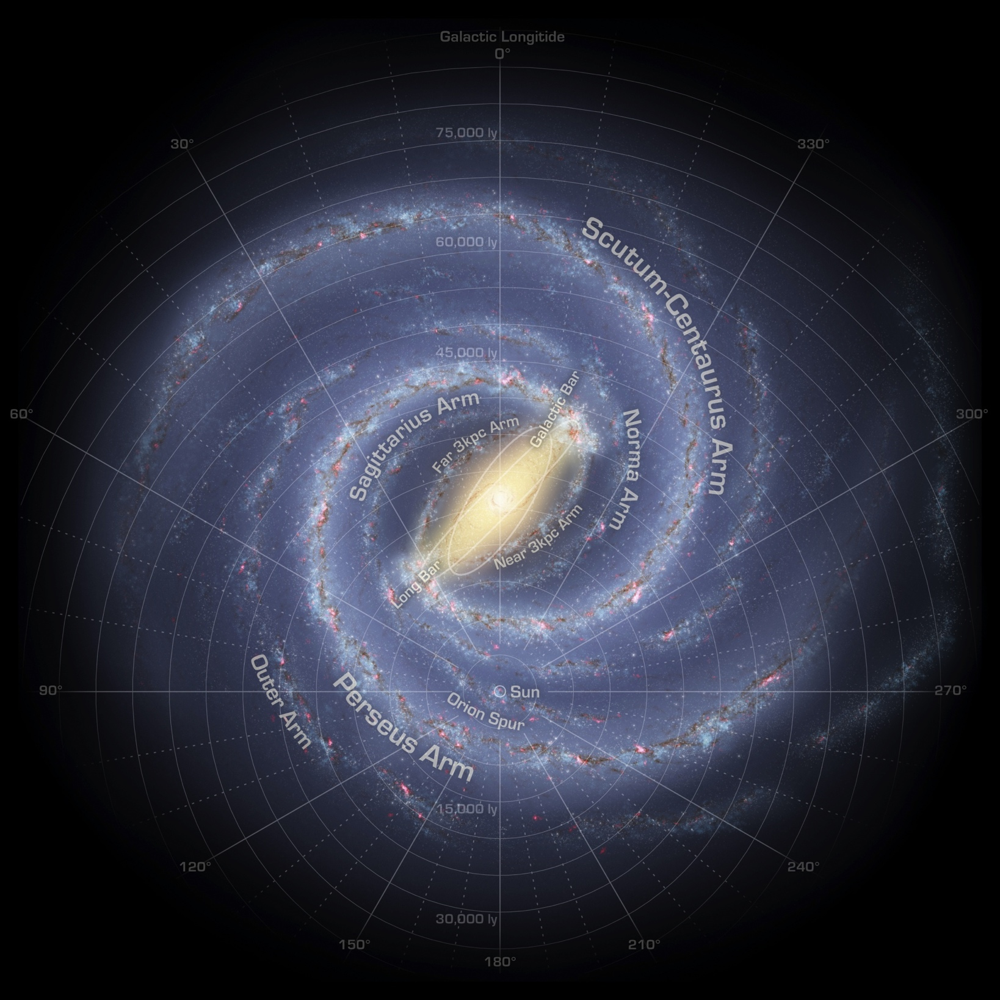 Galactic Longitide
0°
75,000 ly
30°
330°
60,000 ly
Scutum-Centaurus Arm
45,000 ly
Galactic Bar
Sagittarius Arm
Far 3kpc Arm
Norma Arm
60°
300°
Near 3kpc Arm
Long Bar
Outer Arm
Perseus Arm
90°
Sun
270°
Orion Spur
15,000 ly
120°
240°
30,000 ly
150°
210°
180°